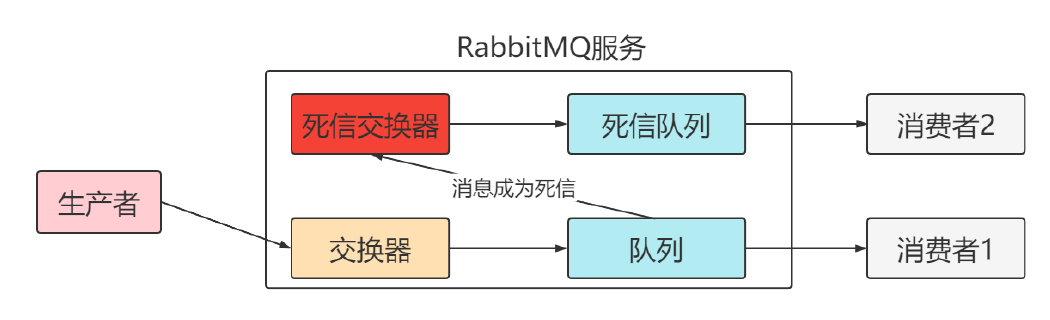 RabbitMQ服务
死信交换器
死信队列
消费者2
消息成为死信
生产者
交换器
队列
消费者1